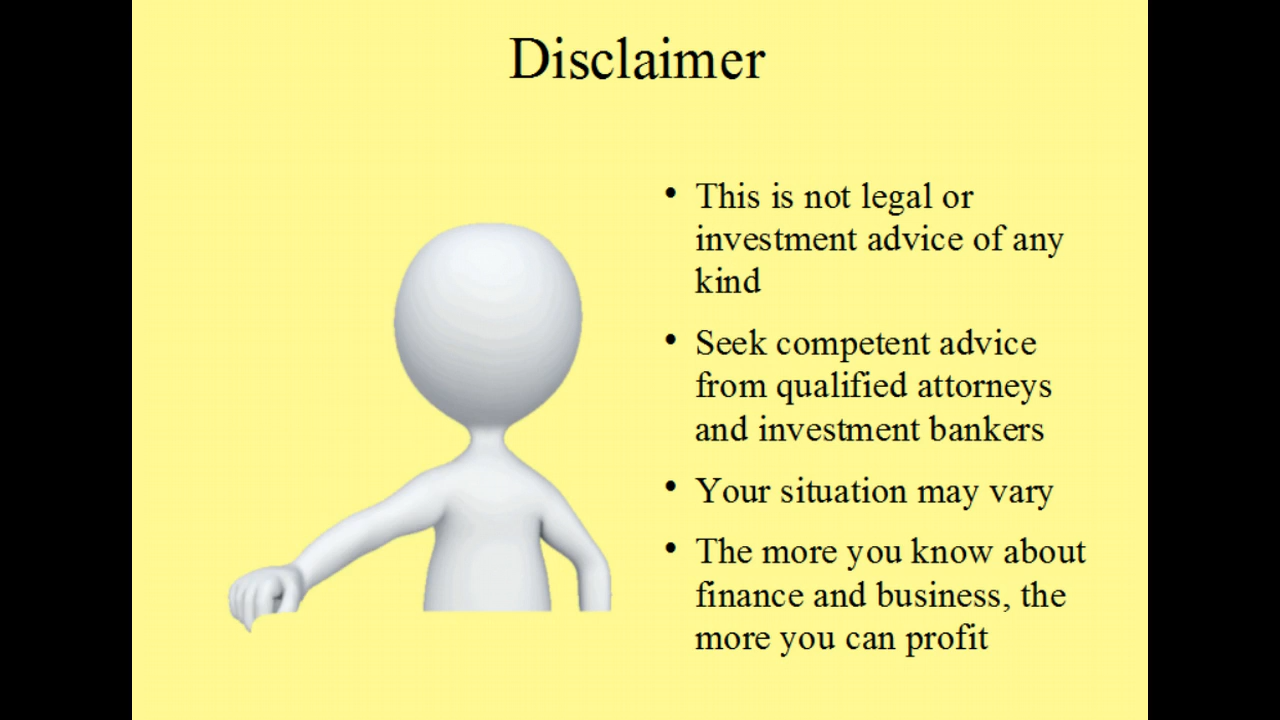 Disclaimer
• This is not legal or
investment advice of any
kind
• Seek competent advice
from qualified attorneys
and investment bankers
• Your situation may vary
• The more you know about
finance and business, the
more you can profit